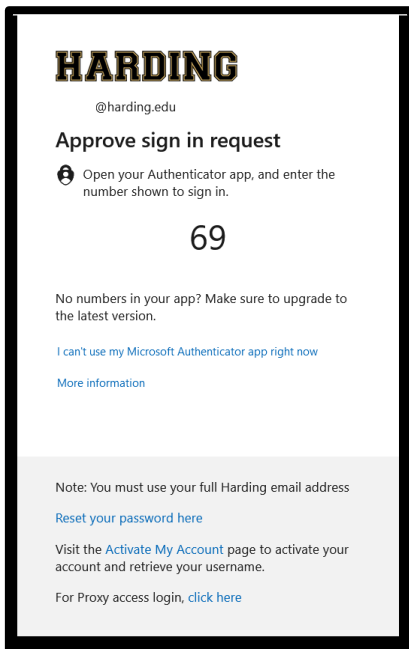 HARDING
@harding.edu
Approve sign in request
Open your Authenticator app, and enter the
number shown to sign in.
69
No numbers in your app? Make sure to upgrade to
the latest version.
I can't use my Microsoft Authenticator app right now
More information
Note: You must use your full Harding email address
Reset your password here
Visit the Activate My Account page to activate your
account and retrieve your username.
For Proxy access login, click here